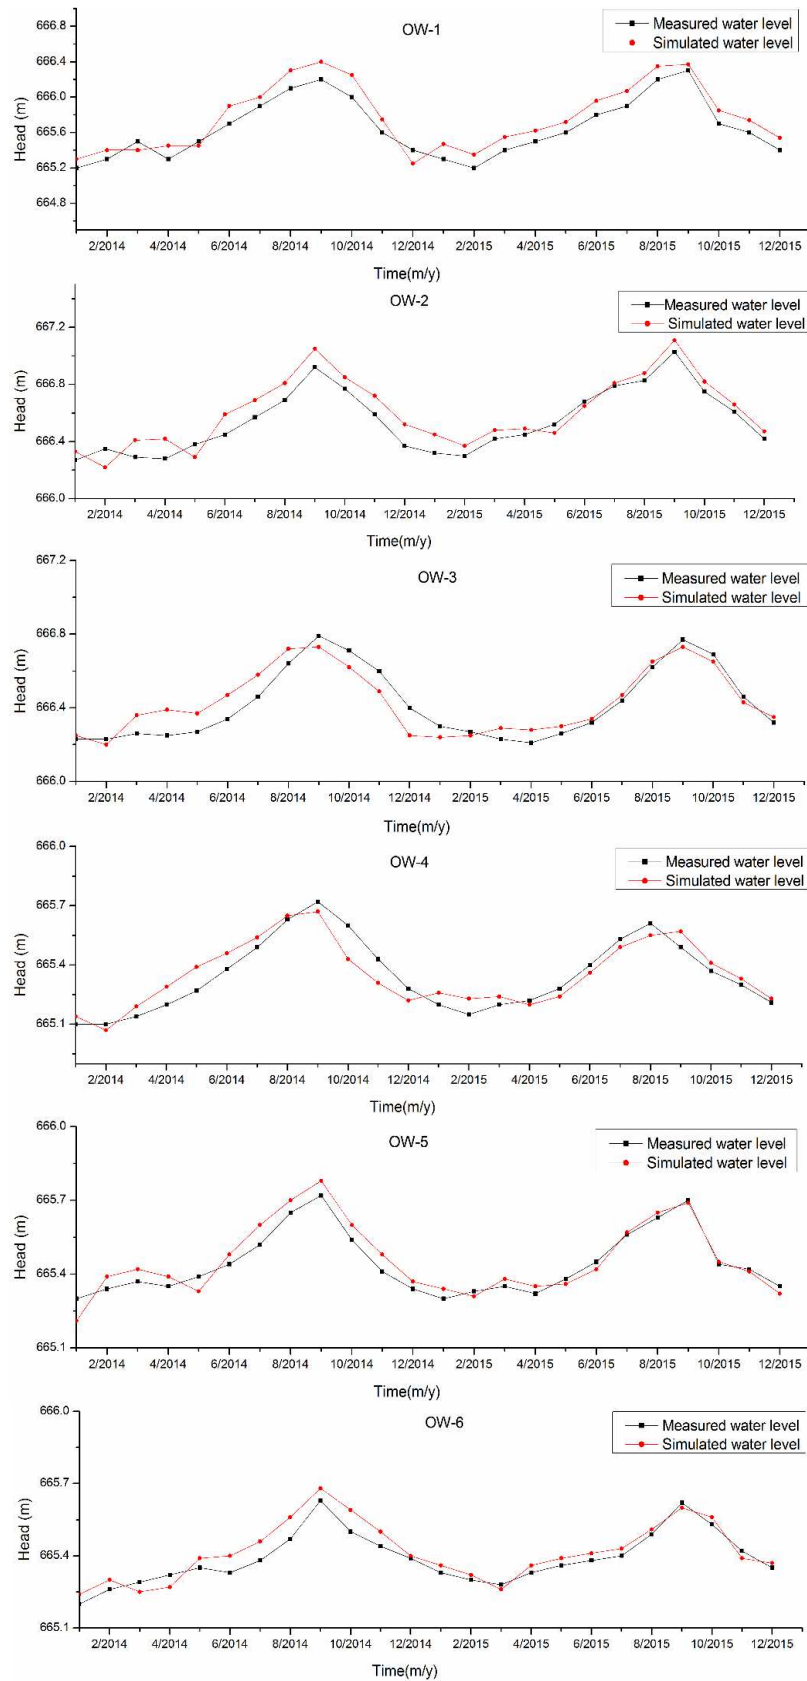 OW-1
Measured water level
Simulated water level
Head (m)
666.8
666.4
666.0
665.6
665.2
664.8
2/2014 4/2014 6/2014 8/2014 10/2014 12/2014 2/2015 4/2015 6/2015 8/2015 10/2015 12/2015
Time(m/y)
OW-2
Measured water level
Simulated water level
Head (m)
667.2
666.8
666.4
666.0
2/2014 4/2014 6/2014 8/2014 10/2014 12/2014 2/2015 4/2015 6/2015 8/2015 10/2015 12/2015
Time(m/y)
OW-3
Measured water level
Simulated water level
Head (m)
667.2
666.8
666.4
666.0
2/2014 4/2014 6/2014 8/2014 10/2014 12/2014 2/2015 4/2015 6/2015 8/2015 10/2015 12/2015
Time(m/y)
OW-4
Measured water level
Simulated water level
Head (m)
666.0
665.7
665.4
665.1
2/2014 4/2014 6/2014 8/2014 10/2014 12/2014 2/2015 4/2015 6/2015 8/2015 10/2015 12/2015
Time(m/y)
OW-5
Measured water level
Simulated water level
Head (m)
666.0
665.7
665.4
665.1
2/2014 4/2014 6/2014 8/2014 10/2014 12/2014 2/2015 4/2015 6/2015 8/2015 10/2015 12/2015
Time(m/y)
OW-6
Measured water level
Simulated water level
Head (m)
666.0
665.7
665.4
665.1
2/2014 4/2014 6/2014 8/2014 10/2014 12/2014 2/2015 4/2015 6/2015 8/2015 10/2015 12/2015
Time(m/y)